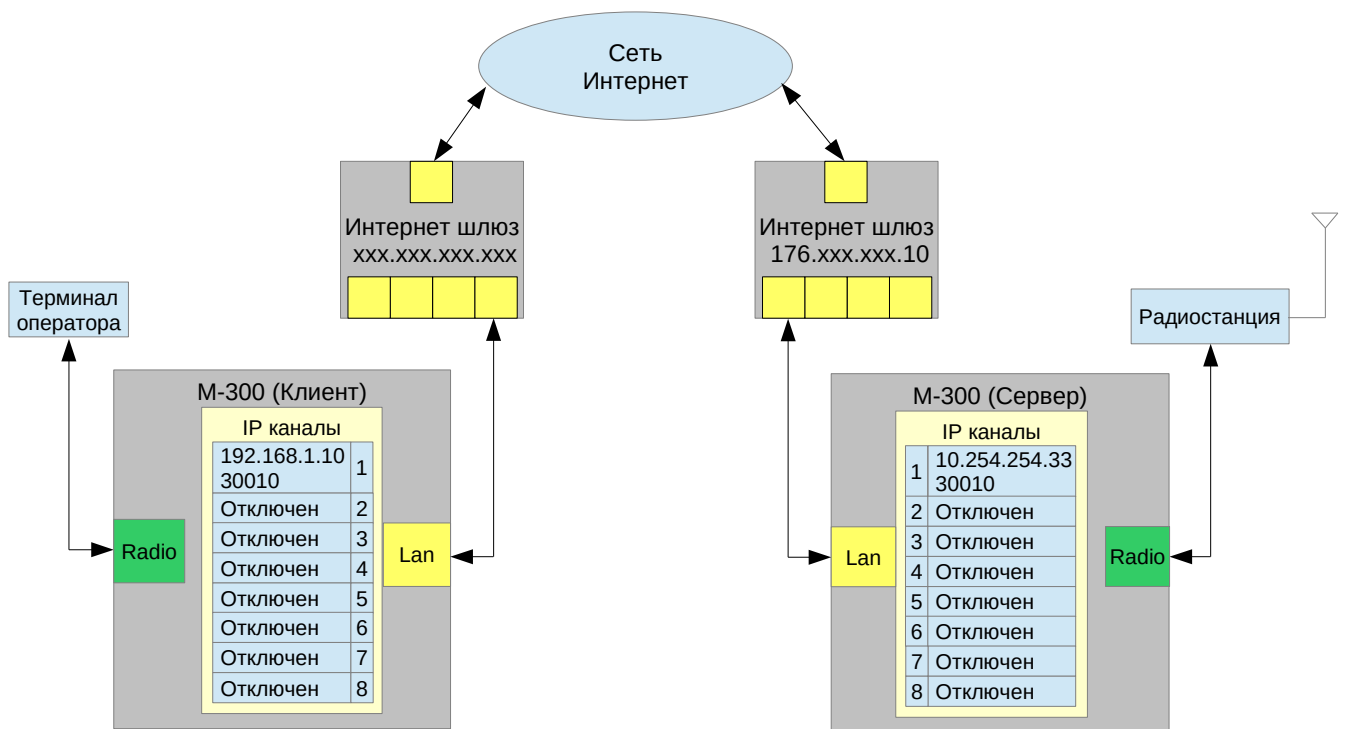 Сеть
Интернет
Интернет шлюз
xxx.xxx.xxx.xxx
Интернет шлюз
176.xxx.xxx.10
Терминал
оператора
Радиостанция
М-300 (Клиент)
IP каналы
192.168.1.10
30010
1
Отключен 2
Отключен 3
Отключен 4
Отключен 5
Отключен 6
Отключен 7
Отключен 8
Radio
Lan
М-300 (Сервер)
IP каналы
1
10.254.254.33
30010
2 Отключен
3 Отключен
4 Отключен
5 Отключен
6 Отключен
7 Отключен
8 Отключен
Lan
Radio